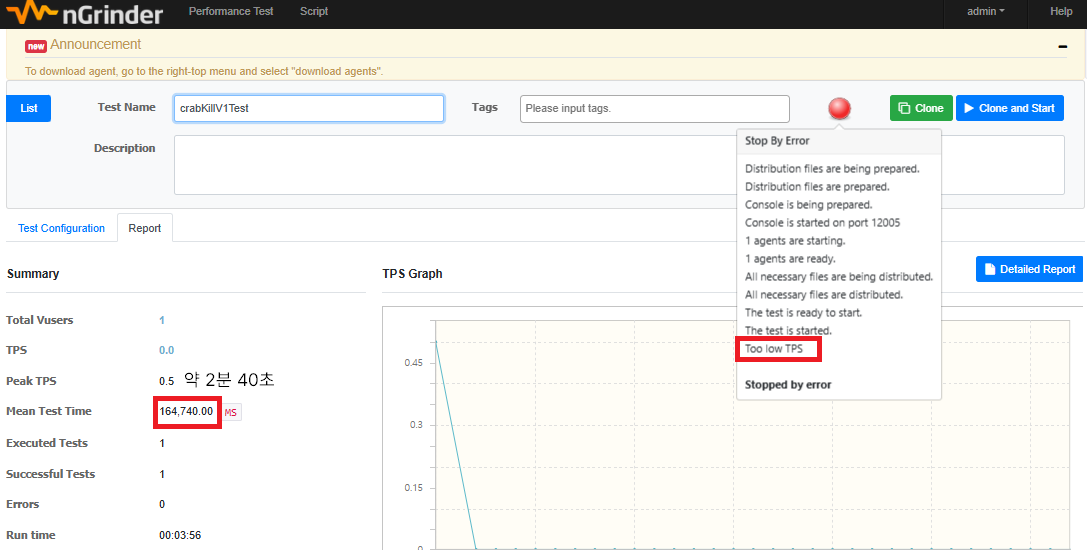 nGrinder Performance Test Script admin Help
new Announcement
To download agent, go to the right-top menu and select "download agents".
List Test Name crabKillV1Test Tags Please input tags. Clone Clone and Start
Description
Stop By Error
Distribution files are being prepared.
Distribution files are prepared.
Console is being prepared.
Console is started on port 12005
1 agents are starting.
1 agents are ready.
All necessary files are being distributed.
All necessary files are distributed.
The test is ready to start.
The test is started.
Too low TPS
Stopped by error
Test Configuration Report
Summary
Total Vusers 1
TPS 0.0
Peak TPS 0.5 약 2분 40초
Mean Test Time 164,740.00 MS
Executed Tests 1
Successful Tests 1
Errors 0
Run time 00:03:56
TPS Graph Detailed Report
0.45
0.3
0.15
0